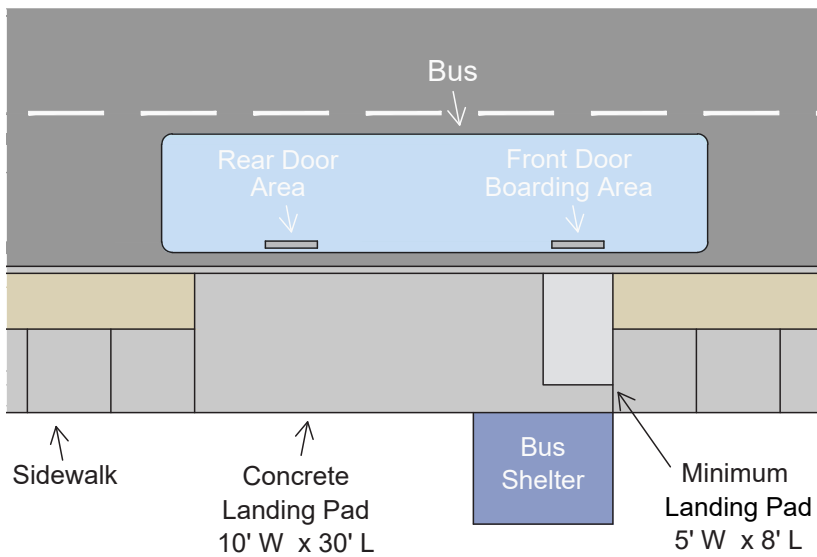 Bus
Rear Door
Area
Front Door
Boarding Area
Sidewalk
Concrete
Landing Pad
10' W x 30' L
Bus
Shelter
Minimum
Landing Pad
5' W x 8' L